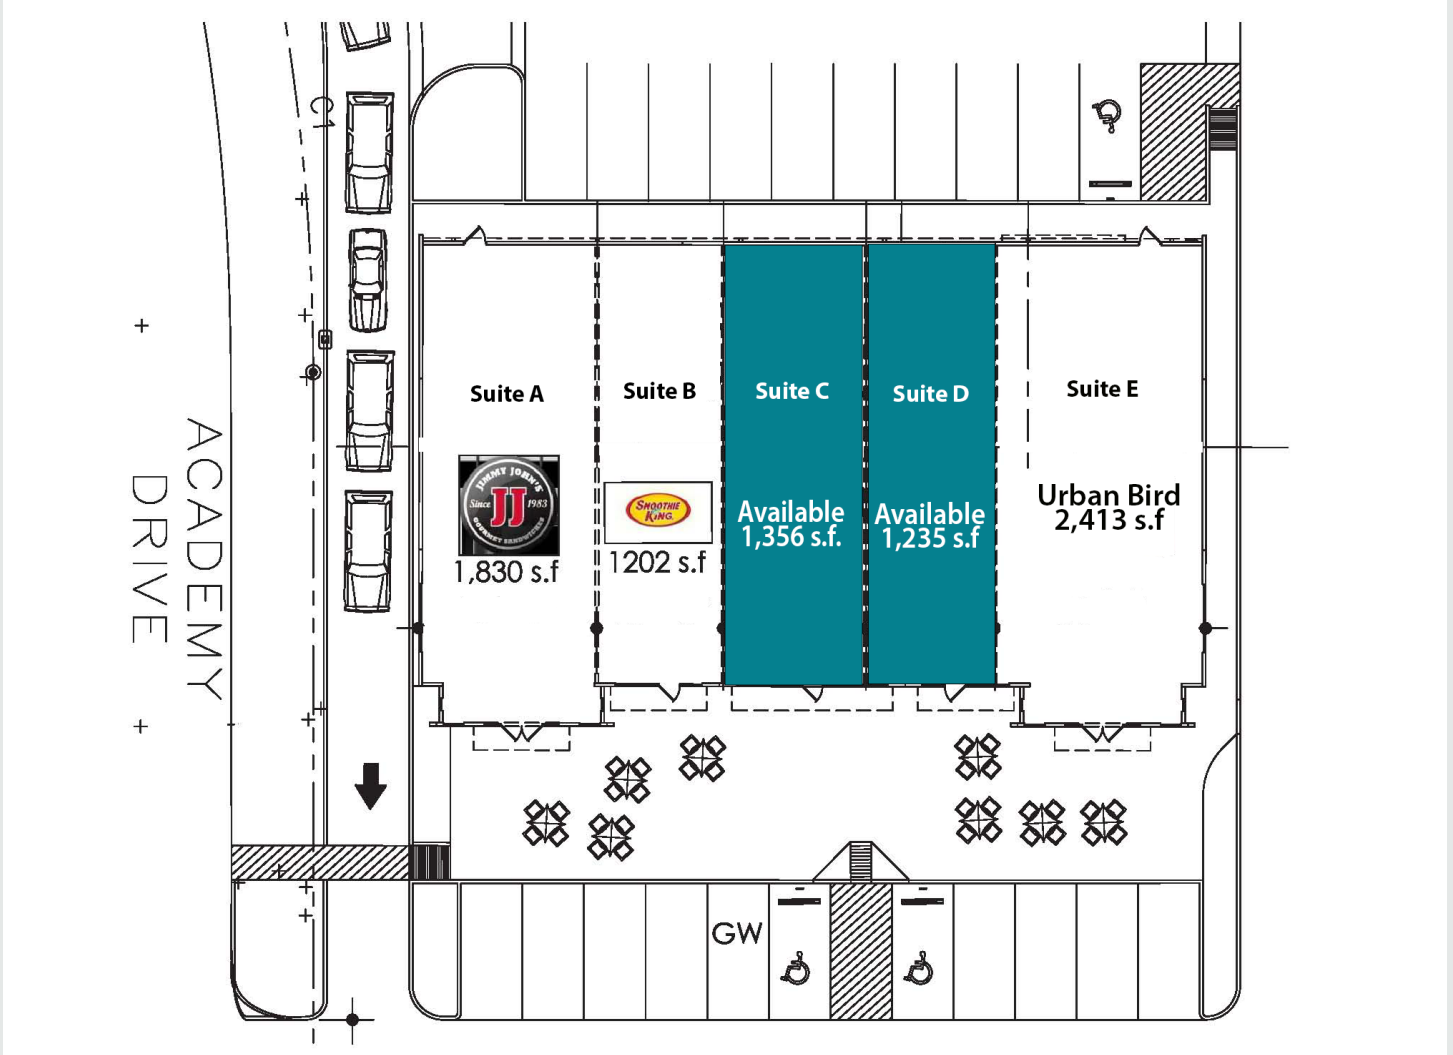 C1
ACADEMY
DRIVE
Suite A
JIMMY JOHN'S
Since JJ 1983
GOURMET SANDWICHES
1,830 s.f
Suite B
SMOOTHIE
KING
1202 s.f
Suite C
Available
1,356 s.f.
Suite D
Available
1,235 s.f
Suite E
Urban Bird
2,413 s.f
GW